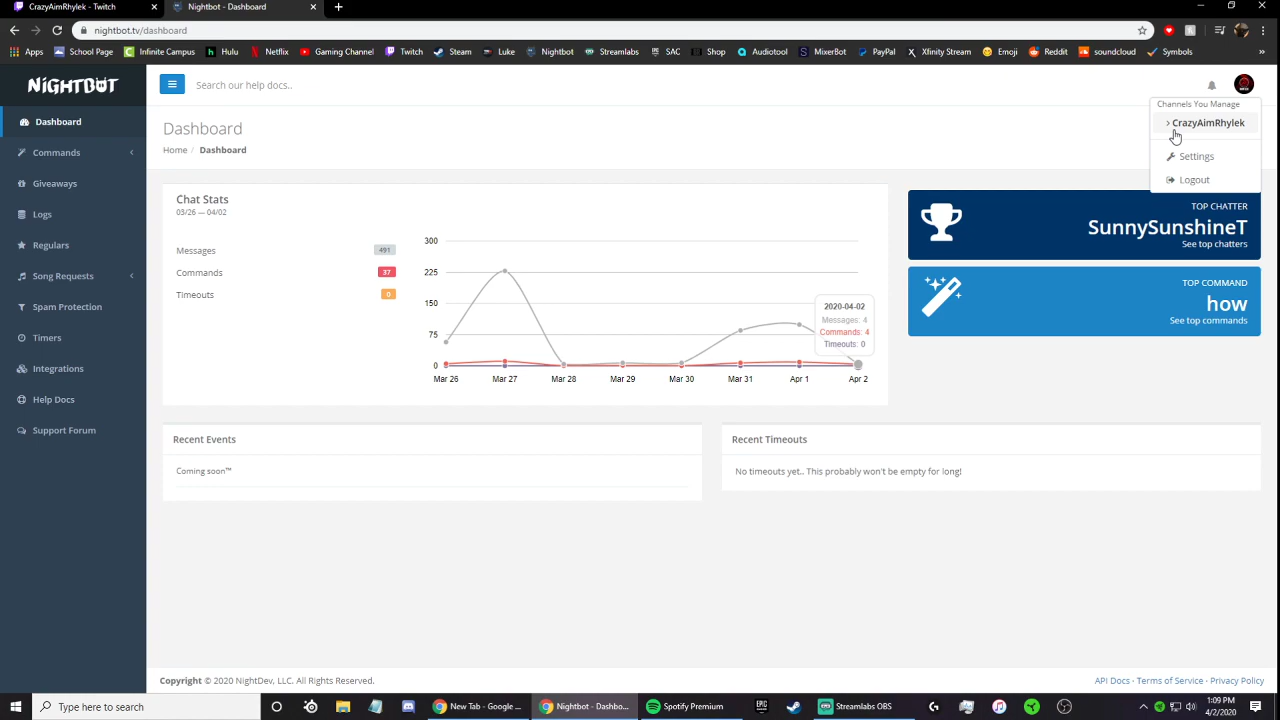 CrazyAimRhylek - Twitch
Nightbot - Dashboard
nightbot.tv/dashboard
Apps
School Page
Infinite Campus
Hulu
Netflix
Gaming Channel
Twitch
Steam
Luke
Nightbot
Streamlabs
SAC
Shop
Audiotool
MixerBot
PayPal
Xfinity Stream
Emoji
Reddit
soundcloud
Symbols
»
NIGHTBOT
Search our help docs..
Channels You Manage
CrazyAimRhylek
Settings
Logout
Dashboard
Commands
Giveaways
Logs
Regulars
Song Requests
Spam Protection
Timers
Integrations
Help Docs
Support Forum
Dashboard
Home / Dashboard
Chat Stats
03/26 — 04/02
Messages 491
Commands 37
Timeouts 0
300
225
150
75
0
Mar 26 Mar 27 Mar 28 Mar 29 Mar 30 Mar 31 Apr 1 Apr 2
2020-04-02
Messages: 4
Commands: 4
Timeouts: 0
TOP CHATTER
SunnySunshineT
See top chatters
TOP COMMAND
how
See top commands
Recent Events
Coming soon™
Recent Timeouts
No timeouts yet.. This probably won't be empty for long!
Copyright © 2020 NightDev, LLC. All Rights Reserved.
API Docs · Terms of Service · Privacy Policy
Type here to search
New Tab - Google ...
Nightbot - Dashbo...
Spotify Premium
EPIC
Streamlabs OBS
1:09 PM
4/2/2020